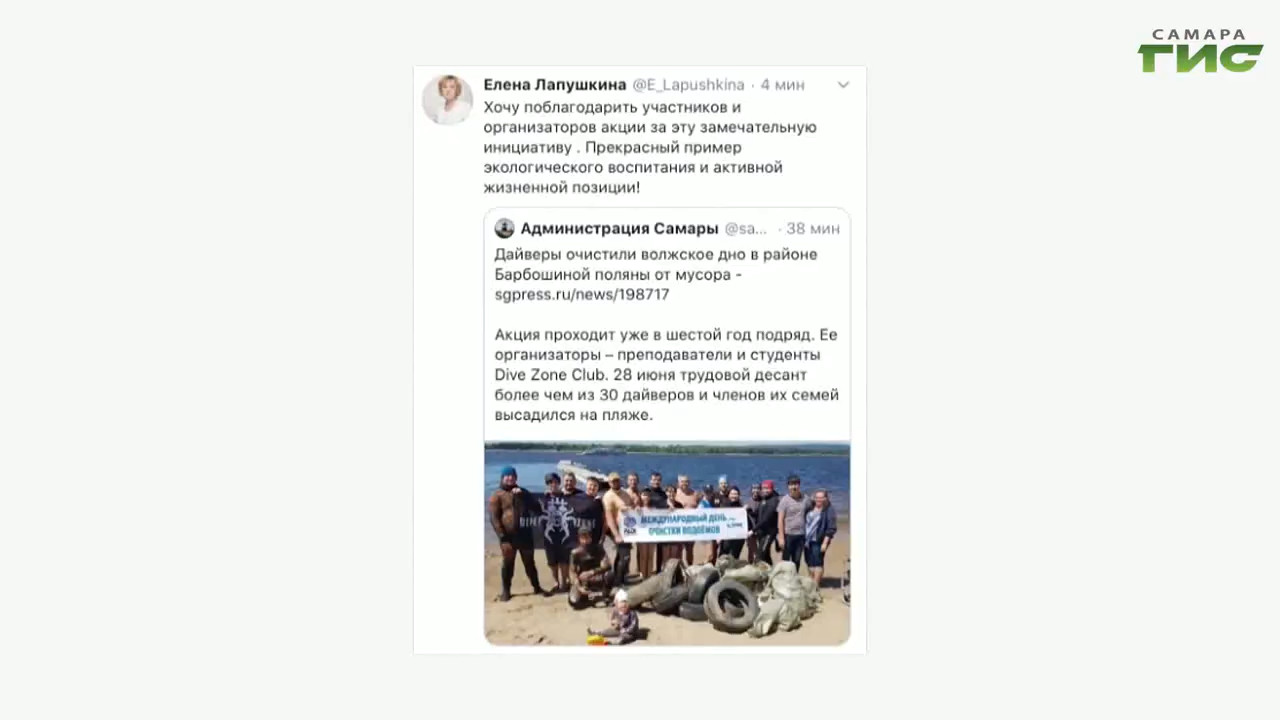 САМАРА
ГИС
Елена Лапушкина @E_Lapushkina · 4 мин
Хочу поблагодарить участников и
организаторов акции за эту замечательную
инициативу . Прекрасный пример
экологического воспитания и активной
жизненной позиции!
Администрация Самары @sa... · 38 мин
Дайверы очистили волжское дно в районе
Барбошиной поляны от мусора -
sgpress.ru/news/198717
Акция проходит уже в шестой год подряд. Ее
организаторы – преподаватели и студенты
Dive Zone Club. 28 июня трудовой десант
более чем из 30 дайверов и членов их семей
высадился на пляже.
МЕЖДУНАРОДНЫЙ ДЕНЬ
ОЧИСТКИ ВОДОЁМОВ